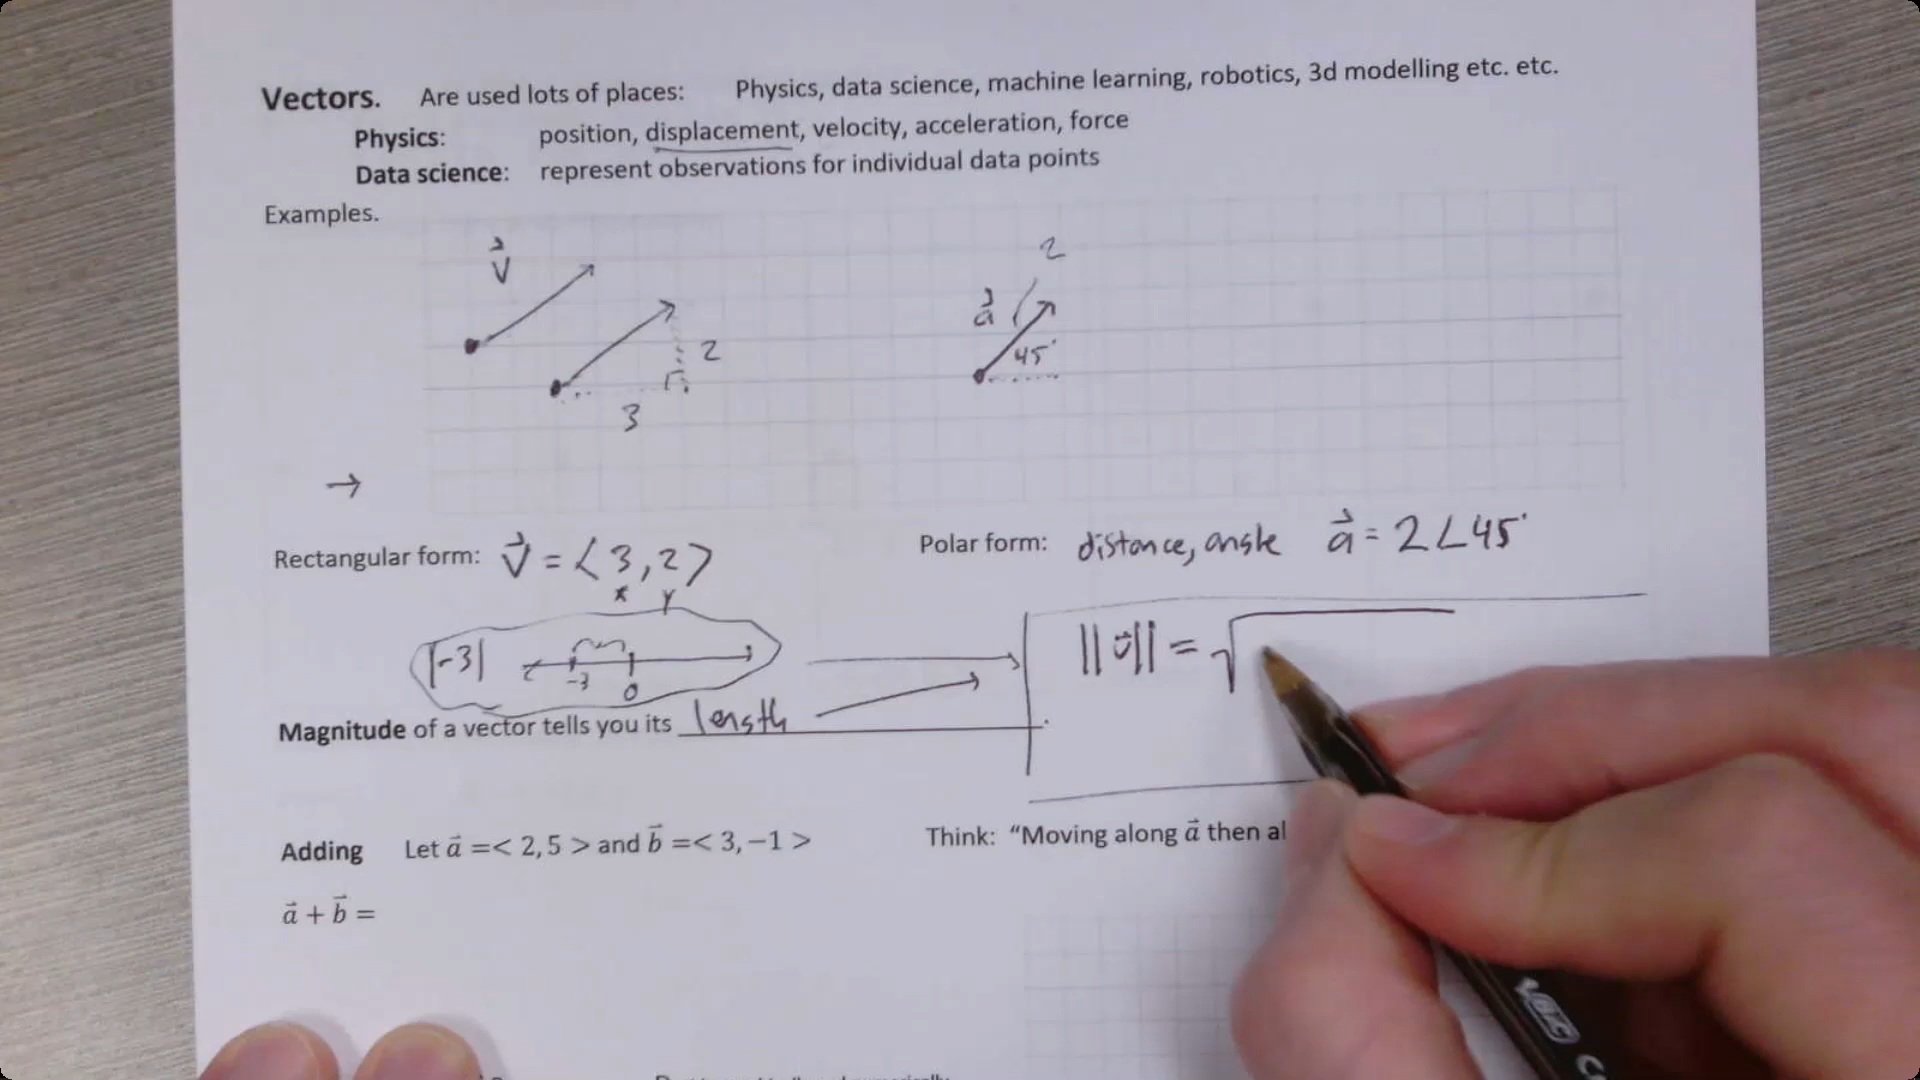 Vectors. Are used lots of places: Physics, data science, machine learning, robotics, 3d modelling etc. etc.
Physics: position, displacement, velocity, acceleration, force
Data science: represent observations for individual data points
Examples.
v⃗
2
3
2
a⃗
45°
→
Rectangular form: v⃗ = ⟨3, 2⟩
x y
Polar form: distance, angle a⃗ = 2∠45°
|-3|
-3 0
||v⃗|| = √
Magnitude of a vector tells you its length
Adding Let a⃗ =< 2, 5 > and b⃗ =< 3, −1 >
Think: “Moving along a⃗ then al
a⃗ + b⃗ =
BIC